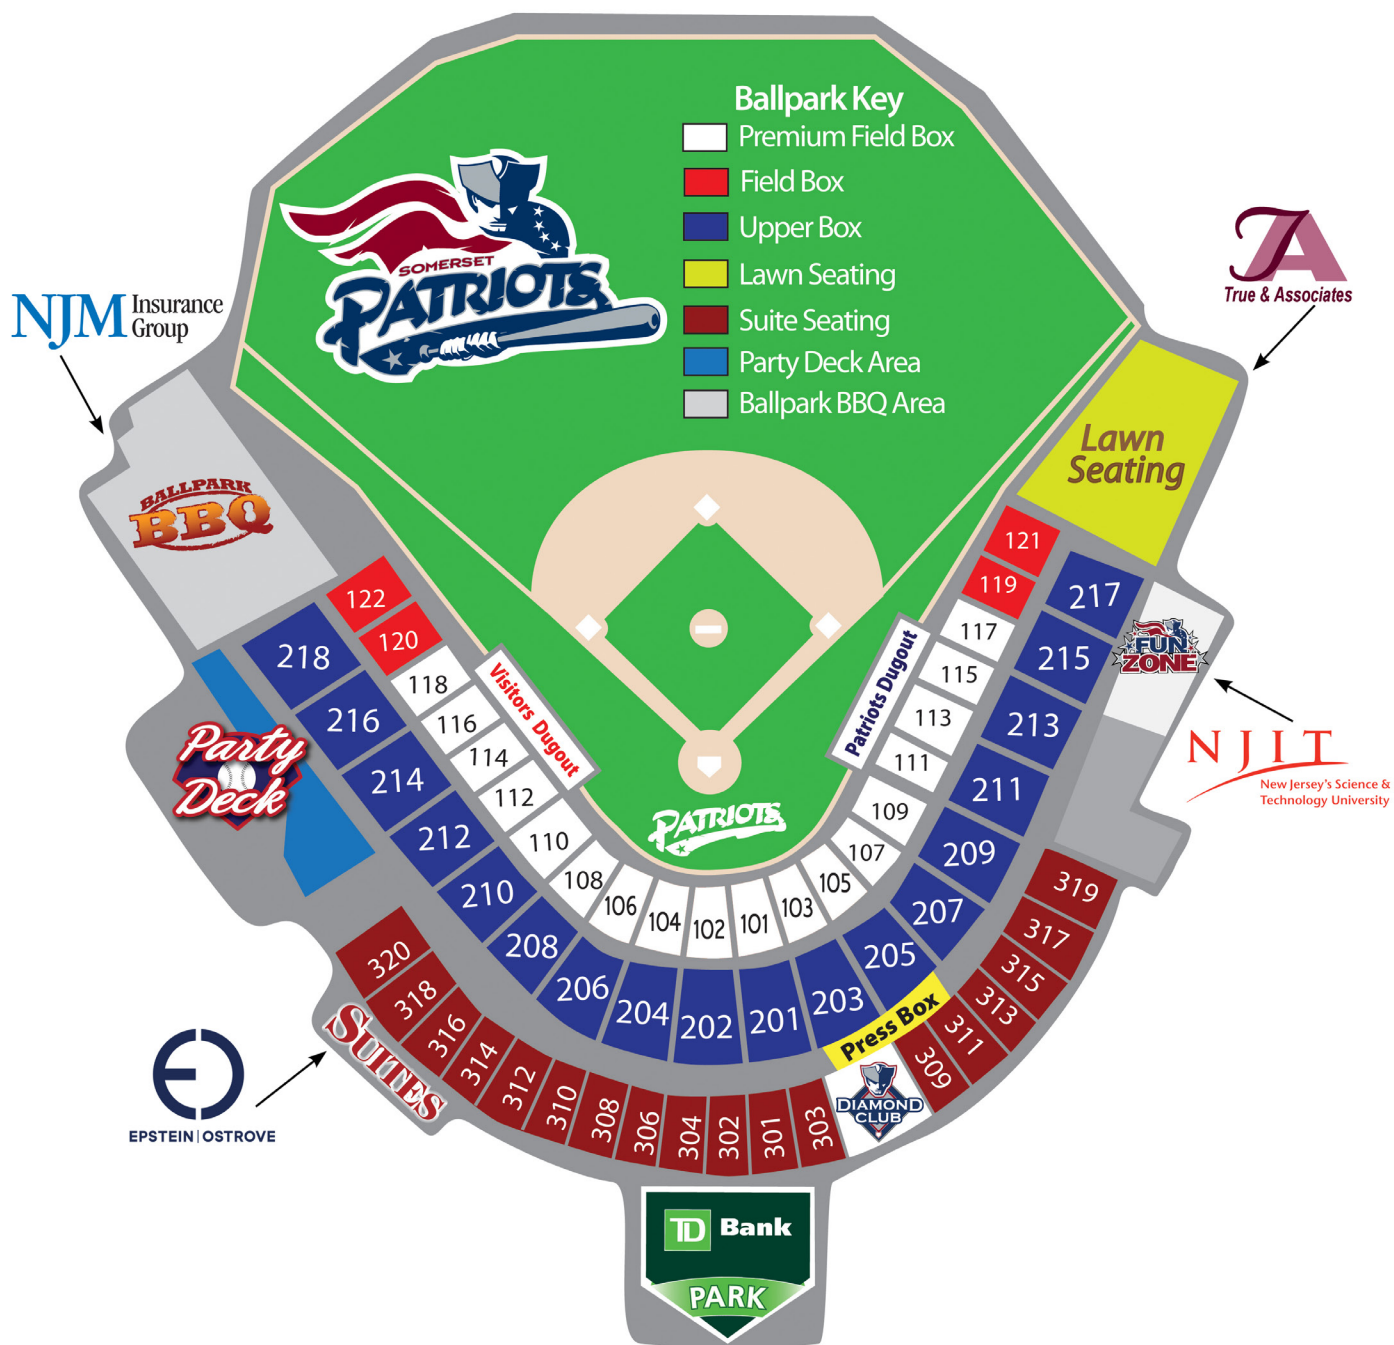 Ballpark Key
Premium Field Box
Field Box
Upper Box
Lawn Seating
Suite Seating
Party Deck Area
Ballpark BBQ Area
SOMERSET
PATRIOTS
NJM Insurance
Group
TA
True & Associates
Lawn
Seating
BALLPARK
BBQ
121
119
117
115
113
111
109
107
105
103
101
102
104
106
108
110
112
114
116
118
120
122
217
215
213
211
209
207
205
203
201
202
204
206
208
210
212
214
216
218
Visitors Dugout
Patriots Dugout
PATRIOTS
FUN
ZONE
NJIT
New Jersey's Science &
Technology University
Party
Deck
319
317
315
313
311
309
303
301
302
304
306
308
310
312
314
316
318
320
Press Box
DIAMOND
CLUB
SUITES
EPSTEIN | OSTROVE
TD Bank
PARK